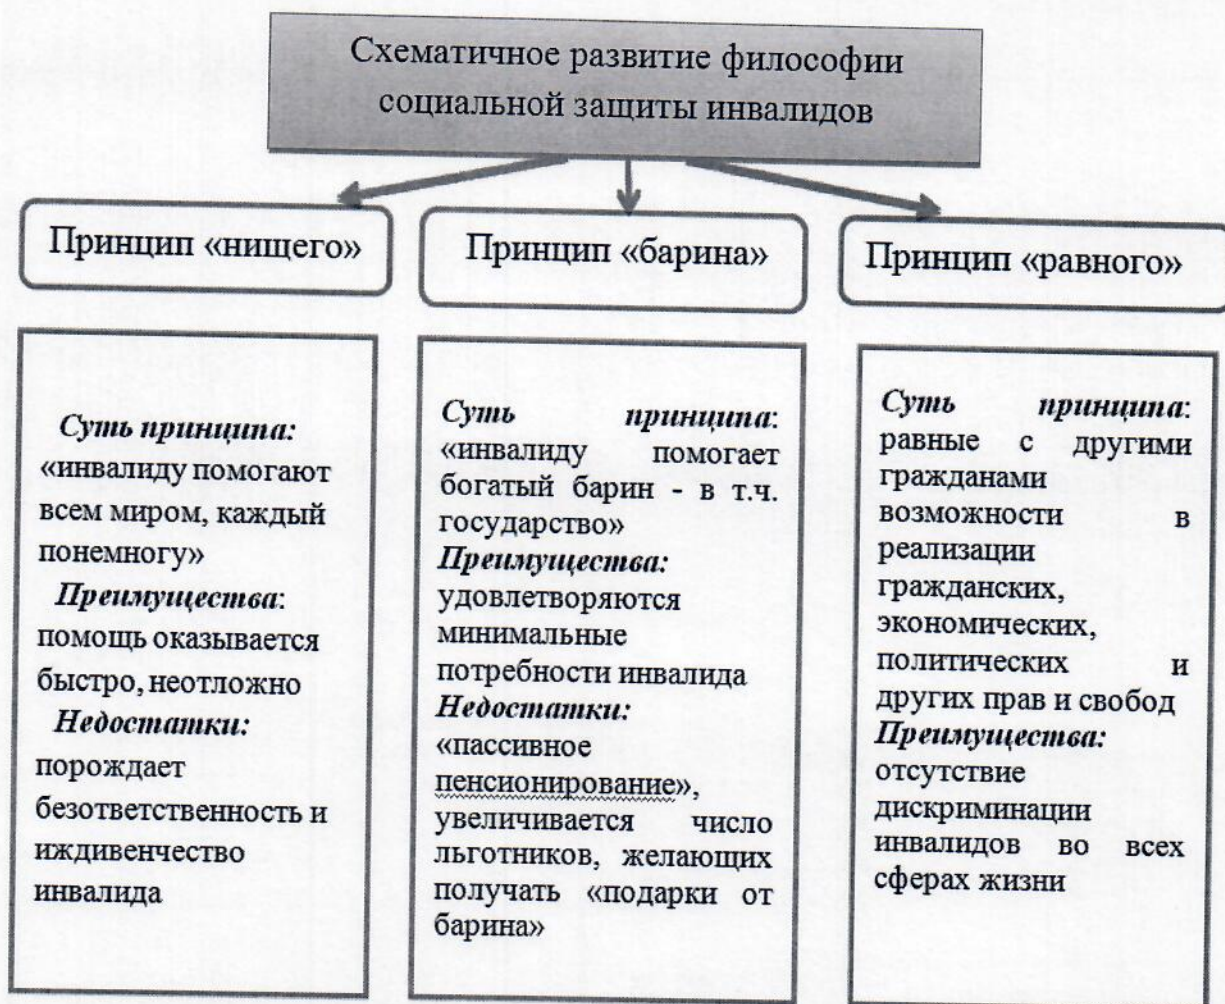 Схематичное развитие философии
социальной защиты инвалидов
Принцип «нищего»
Принцип «барина»
Принцип «равного»
Суть принципа:
«инвалиду помогают
всем миром, каждый
понемногу»
Преимущества:
помощь оказывается
быстро, неотложно
Недостатки:
порождает
безответственность и
иждивенчество
инвалида
Суть принципа:
«инвалиду помогает
богатый барин - в т.ч.
государство»
Преимущества:
удовлетворяются
минимальные
потребности инвалида
Недостатки:
«пассивное
пенсионирование»,
увеличивается число
льготников, желающих
получать «подарки от
барина»
Суть принципа:
равные с другими
гражданами
возможности в
реализации
гражданских,
экономических,
политических и
других прав и свобод
Преимущества:
отсутствие
дискриминации
инвалидов во всех
сферах жизни